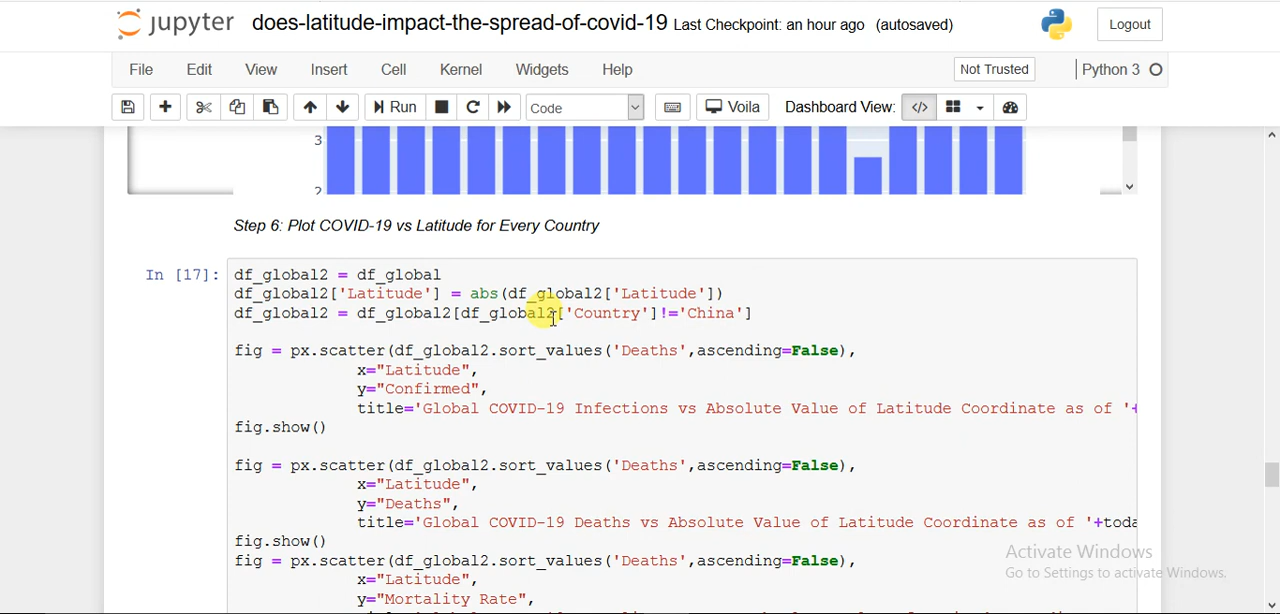 jupyter does-latitude-impact-the-spread-of-covid-19 Last Checkpoint: an hour ago (autosaved) Logout
File Edit View Insert Cell Kernel Widgets Help Not Trusted Python 3
Run Code Voila Dashboard View:
3
2
Step 6: Plot COVID-19 vs Latitude for Every Country
In [17]: df_global2 = df_global
df_global2['Latitude'] = abs(df_global2['Latitude'])
df_global2 = df_global2[df_global2['Country']!='China']
fig = px.scatter(df_global2.sort_values('Deaths',ascending=False),
x="Latitude",
y="Confirmed",
title='Global COVID-19 Infections vs Absolute Value of Latitude Coordinate as of '+
fig.show()
fig = px.scatter(df_global2.sort_values('Deaths',ascending=False),
x="Latitude",
y="Deaths",
title='Global COVID-19 Deaths vs Absolute Value of Latitude Coordinate as of '+toda
fig.show()
fig = px.scatter(df_global2.sort_values('Deaths',ascending=False),
x="Latitude",
y="Mortality Rate",
Activate Windows
Go to Settings to activate Windows.